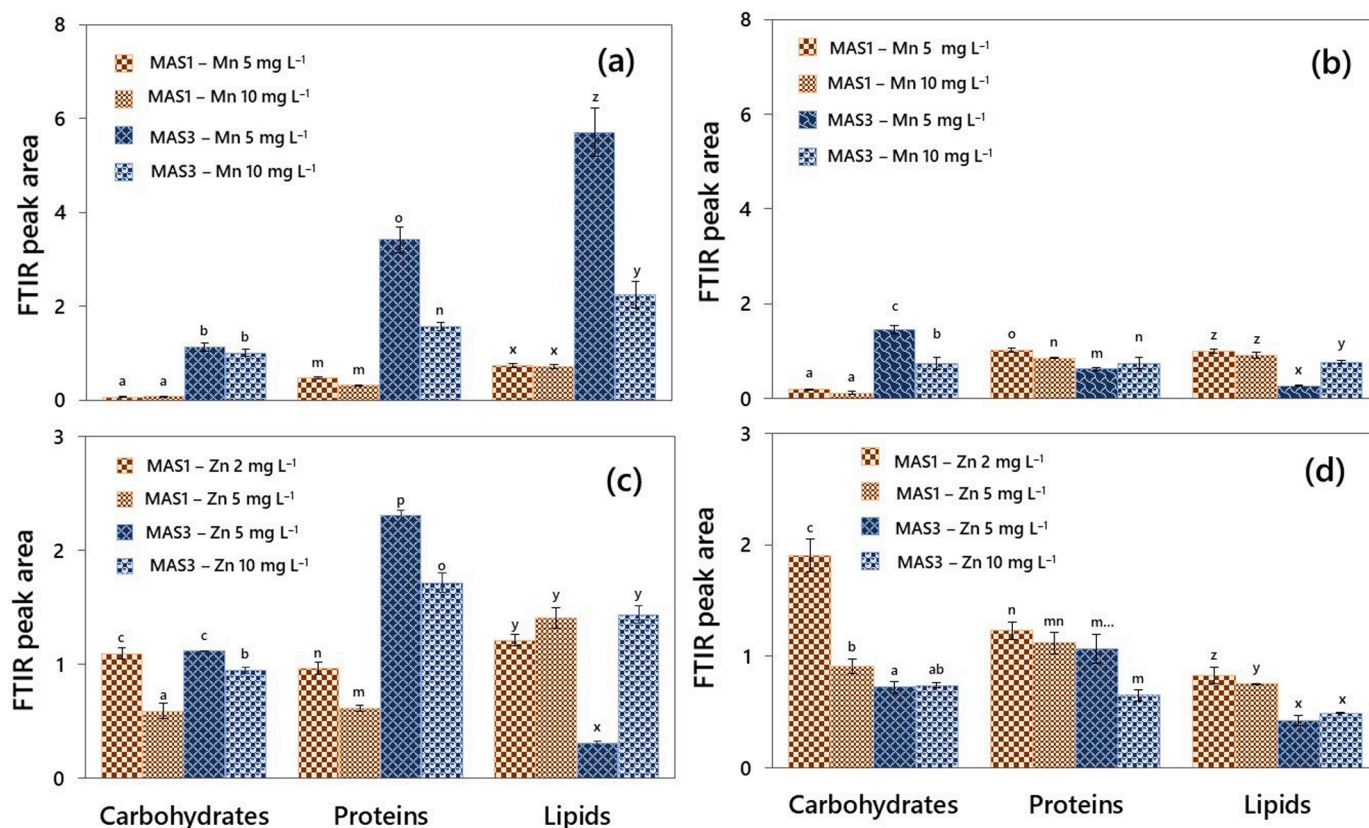 8
6
4
2
0
FTIR peak area
(a)
MAS1 – Mn 5 mg L⁻¹
MAS1 – Mn 10 mg L⁻¹
MAS3 – Mn 5 mg L⁻¹
MAS3 – Mn 10 mg L⁻¹
a a b b
m m o n
x x z y
8
6
4
2
0
FTIR peak area
(b)
MAS1 – Mn 5 mg L⁻¹
MAS1 – Mn 10 mg L⁻¹
MAS3 – Mn 5 mg L⁻¹
MAS3 – Mn 10 mg L⁻¹
a a c b
o n m n
z z x y
3
2
1
0
FTIR peak area
(c)
MAS1 – Zn 2 mg L⁻¹
MAS1 – Zn 5 mg L⁻¹
MAS3 – Zn 5 mg L⁻¹
MAS3 – Zn 10 mg L⁻¹
c a c b
n m p o
y y x y
Carbohydrates Proteins Lipids
3
2
1
0
FTIR peak area
(d)
MAS1 – Zn 2 mg L⁻¹
MAS1 – Zn 5 mg L⁻¹
MAS3 – Zn 5 mg L⁻¹
MAS3 – Zn 10 mg L⁻¹
c b a ab
n mn m... m
z y x x
Carbohydrates Proteins Lipids